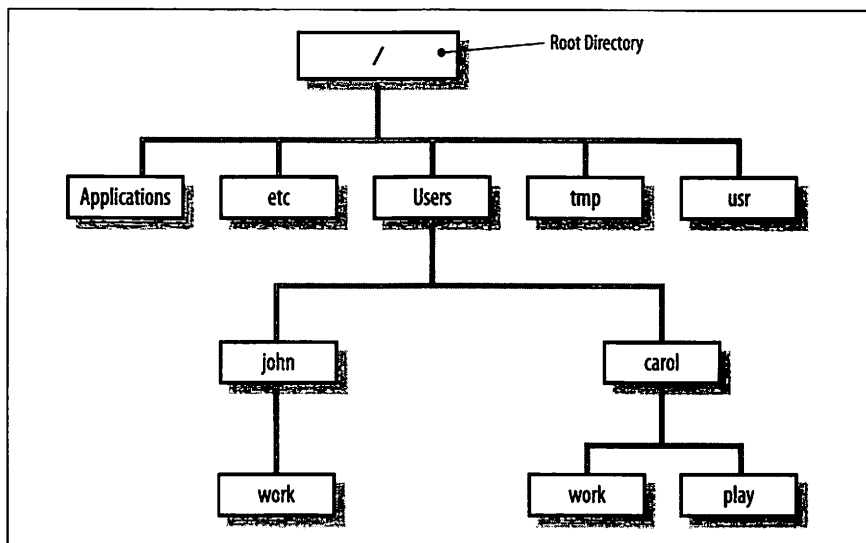 /
Root Directory
Applications
etc
Users
tmp
usr
john
carol
work
work
play